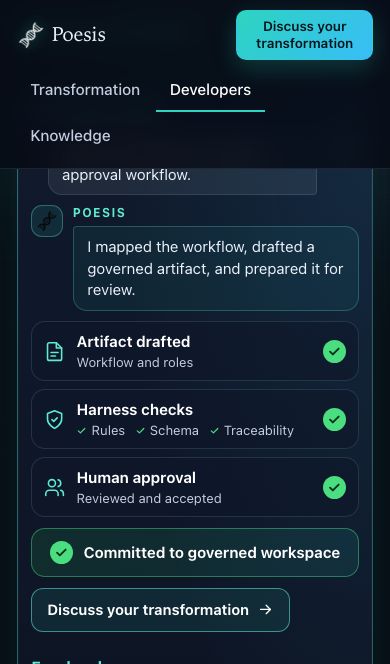 Poesis
Discuss your
transformation
Transformation
Developers
Knowledge
approval workflow.
POESIS
I mapped the workflow, drafted a
governed artifact, and prepared it for
review.
Artifact drafted
Workflow and roles
Harness checks
Rules Schema Traceability
Human approval
Reviewed and accepted
Committed to governed workspace
Discuss your transformation →